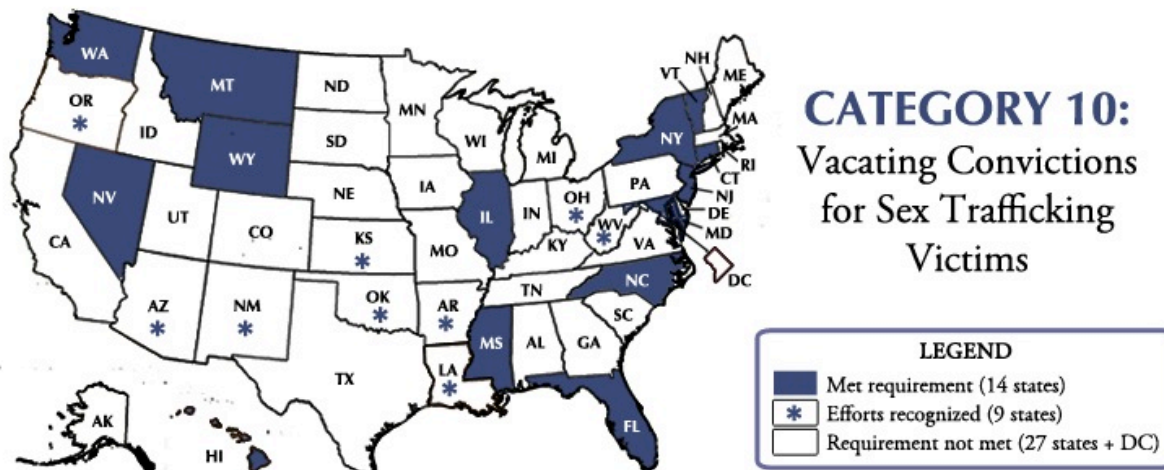 WA
MT
ND
MN
VT
NH
ME
OR
*
ID
WY
SD
WI
MI
NY
MA
RI
CT
NV
UT
CO
NE
IA
IL
IN
OH
*
PA
NJ
DE
MD
DC
CA
KS
*
MO
KY
WV
*
VA
AZ
*
NM
*
OK
*
AR
*
TN
NC
SC
TX
LA
*
MS
AL
GA
FL
AK
HI
CATEGORY 10:
Vacating Convictions
for Sex Trafficking
Victims
LEGEND
Met requirement (14 states)
* Efforts recognized (9 states)
Requirement not met (27 states + DC)